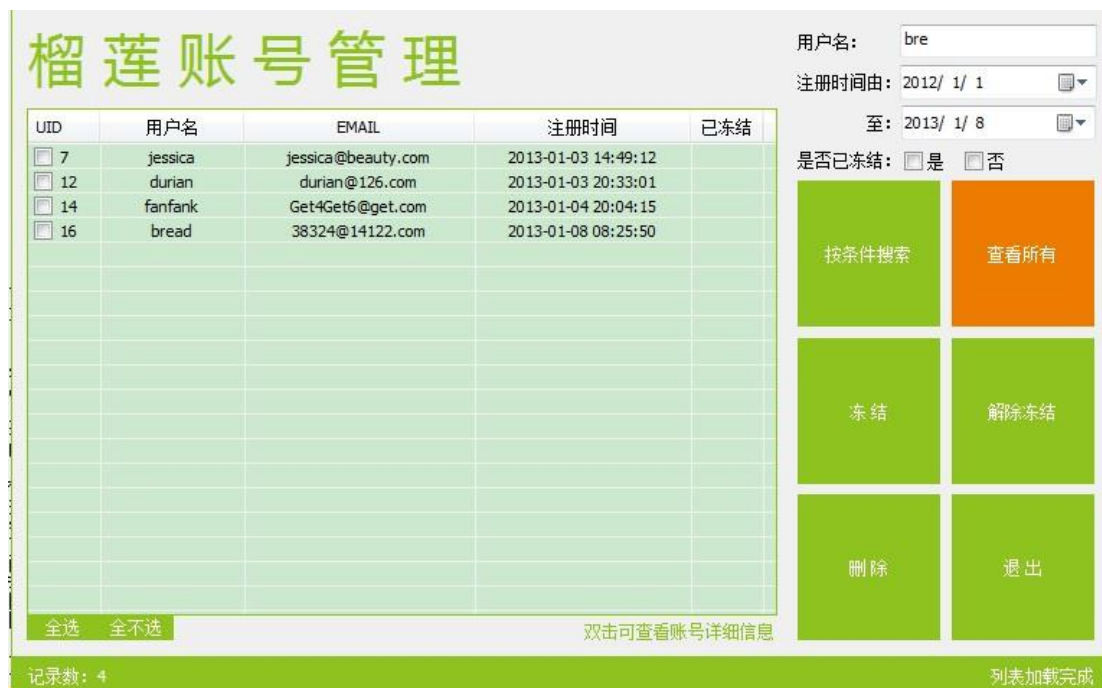 榴莲账号管理
用户名： bre
注册时间由： 2012/ 1/ 1
至： 2013/ 1/ 8
是否已冻结： 是 否
UID 用户名 EMAIL 注册时间 已冻结
7 jessica jessica@beauty.com 2013-01-03 14:49:12
12 durian durian@126.com 2013-01-03 20:33:01
14 fanfank Get4Get6@get.com 2013-01-04 20:04:15
16 bread 38324@14122.com 2013-01-08 08:25:50
按条件搜索 查看所有
冻 结 解除冻结
删 除 退 出
全选 全不选 双击可查看账号详细信息
记录数： 4 列表加载完成